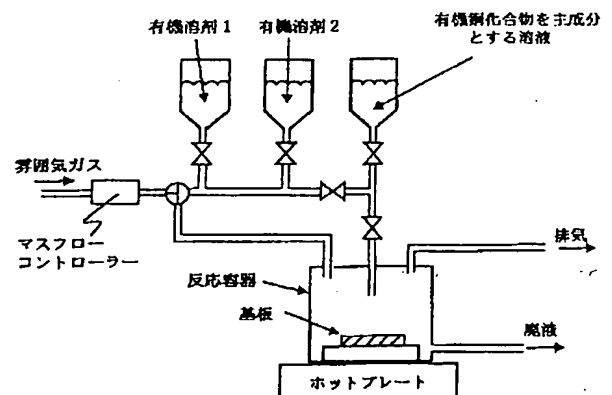 有機溶剤1
有機溶剤2
有機銅化合物を主成分
とする溶液
雰囲気ガス
マスフロー
コントローラー
排気
反応容器
基板
廃液
ホットプレート